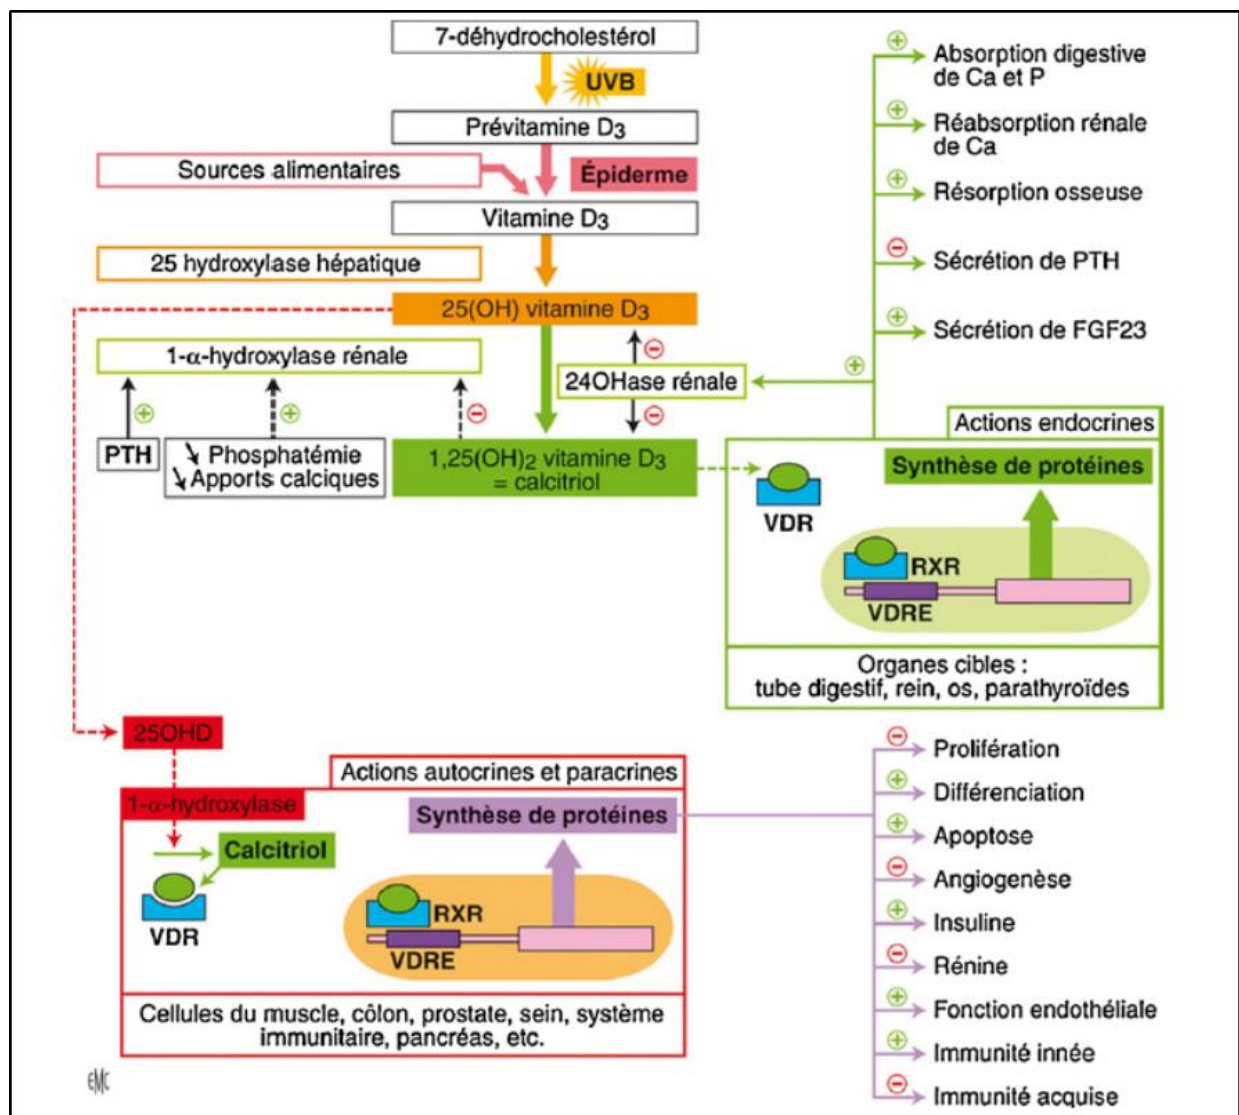 7-déhydrocholestérol
UVB
Prévitamine D3
Sources alimentaires
Épiderme
Vitamine D3
25 hydroxylase hépatique
25(OH) vitamine D3
1-α-hydroxylase rénale
24OHase rénale
PTH
↘ Phosphatémie
↘ Apports calciques
1,25(OH)2 vitamine D3
= calcitriol
+ Absorption digestive
de Ca et P
+ Réabsorption rénale
de Ca
+ Résorption osseuse
− Sécrétion de PTH
+ Sécrétion de FGF23
Actions endocrines
Synthèse de protéines
VDR
RXR
VDRE
Organes cibles :
tube digestif, rein, os, parathyroïdes
25OHD
1-α-hydroxylase
Actions autocrines et paracrines
Synthèse de protéines
Calcitriol
VDR
RXR
VDRE
Cellules du muscle, côlon, prostate, sein, système
immunitaire, pancréas, etc.
− Prolifération
+ Différenciation
+ Apoptose
− Angiogenèse
+ Insuline
− Rénine
+ Fonction endothéliale
+ Immunité innée
− Immunité acquise
EMC